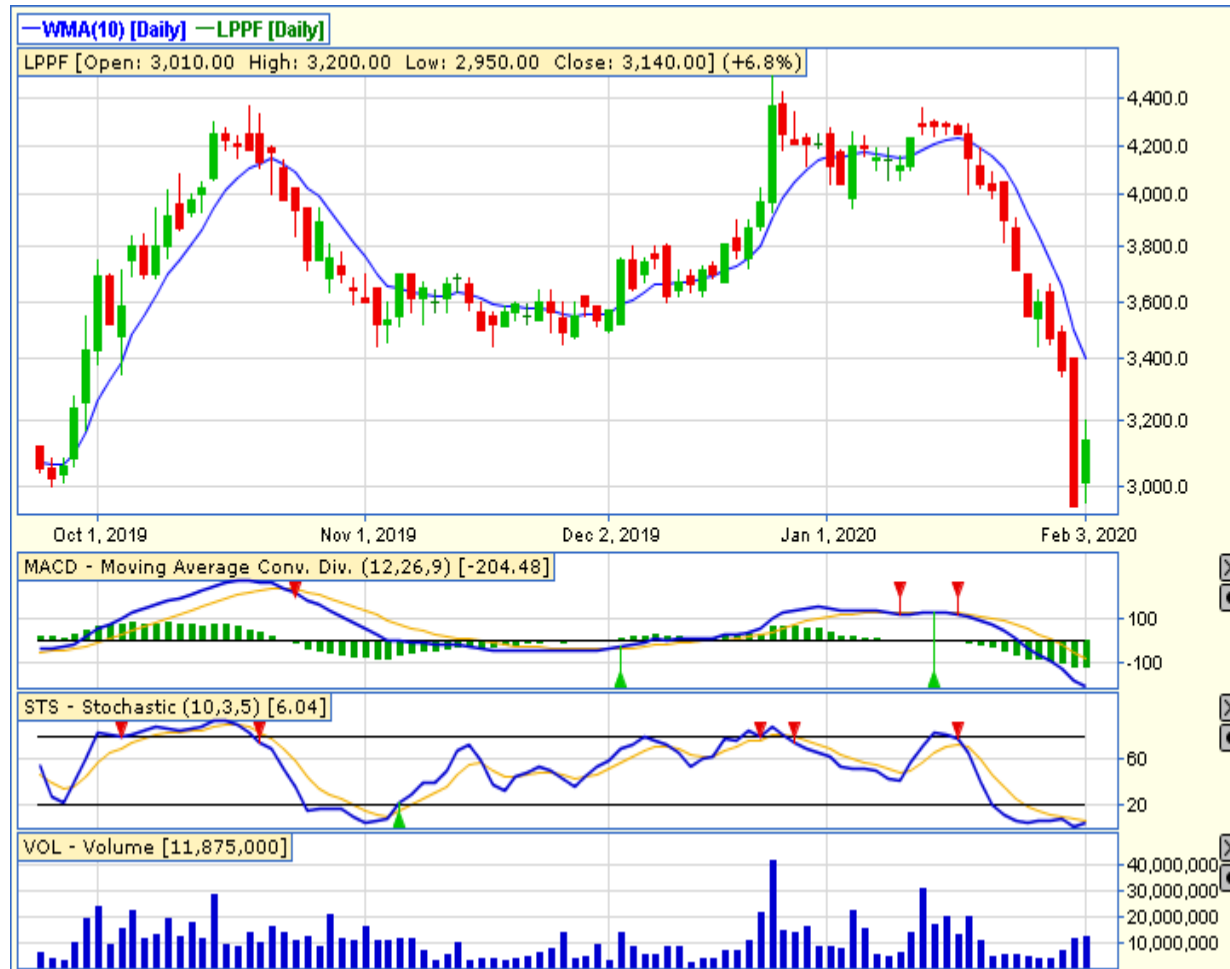 WMA(10) [Daily] LPPF [Daily]
LPPF [Open: 3,010.00 High: 3,200.00 Low: 2,950.00 Close: 3,140.00] (+6.8%)
4,400.0
4,200.0
4,000.0
3,800.0
3,600.0
3,400.0
3,200.0
3,000.0
Oct 1, 2019 Nov 1, 2019 Dec 2, 2019 Jan 1, 2020 Feb 3, 2020
MACD - Moving Average Conv. Div. (12,26,9) [-204.48]
100
-100
STS - Stochastic (10,3,5) [6.04]
60
20
VOL - Volume [11,875,000]
40,000,000
30,000,000
20,000,000
10,000,000